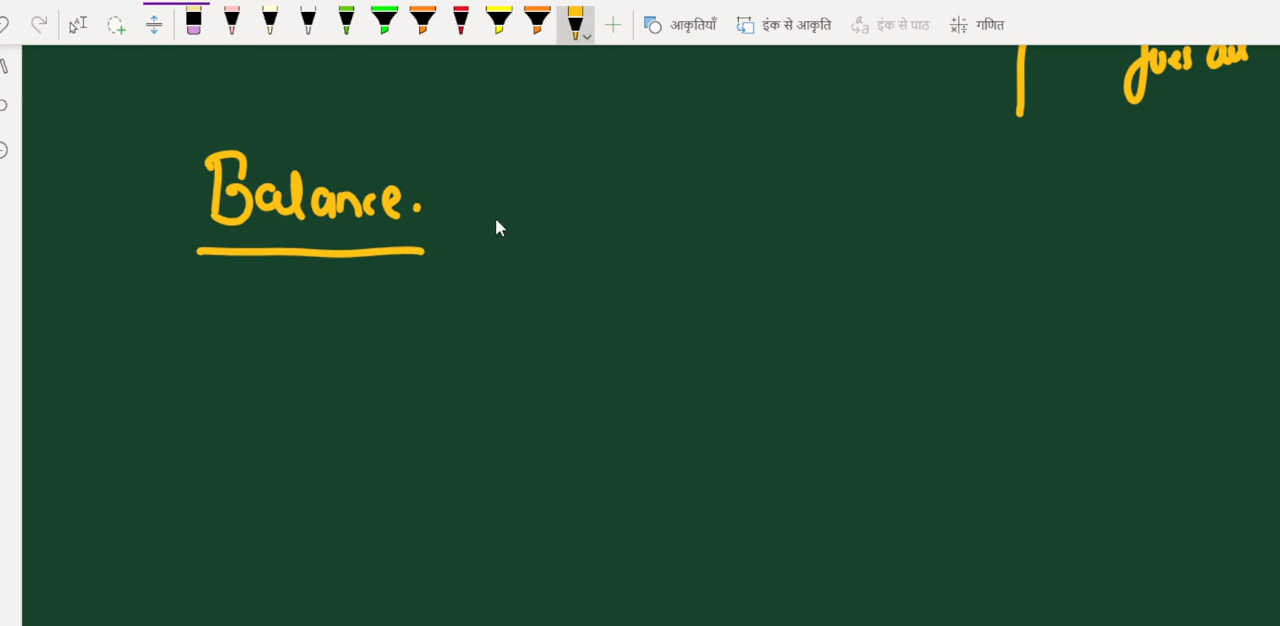 आकृतियाँ इंक से आकृति इंक से पाठ गणित
Balance.